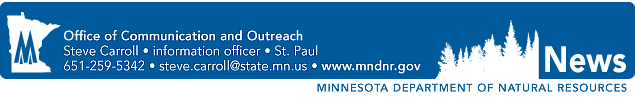 Office of Communication and Outreach
Steve Carroll • information officer • St. Paul
651-259-5342 • steve.carroll@state.mn.us • www.mndnr.gov
News
MINNESOTA DEPARTMENT OF NATURAL RESOURCES